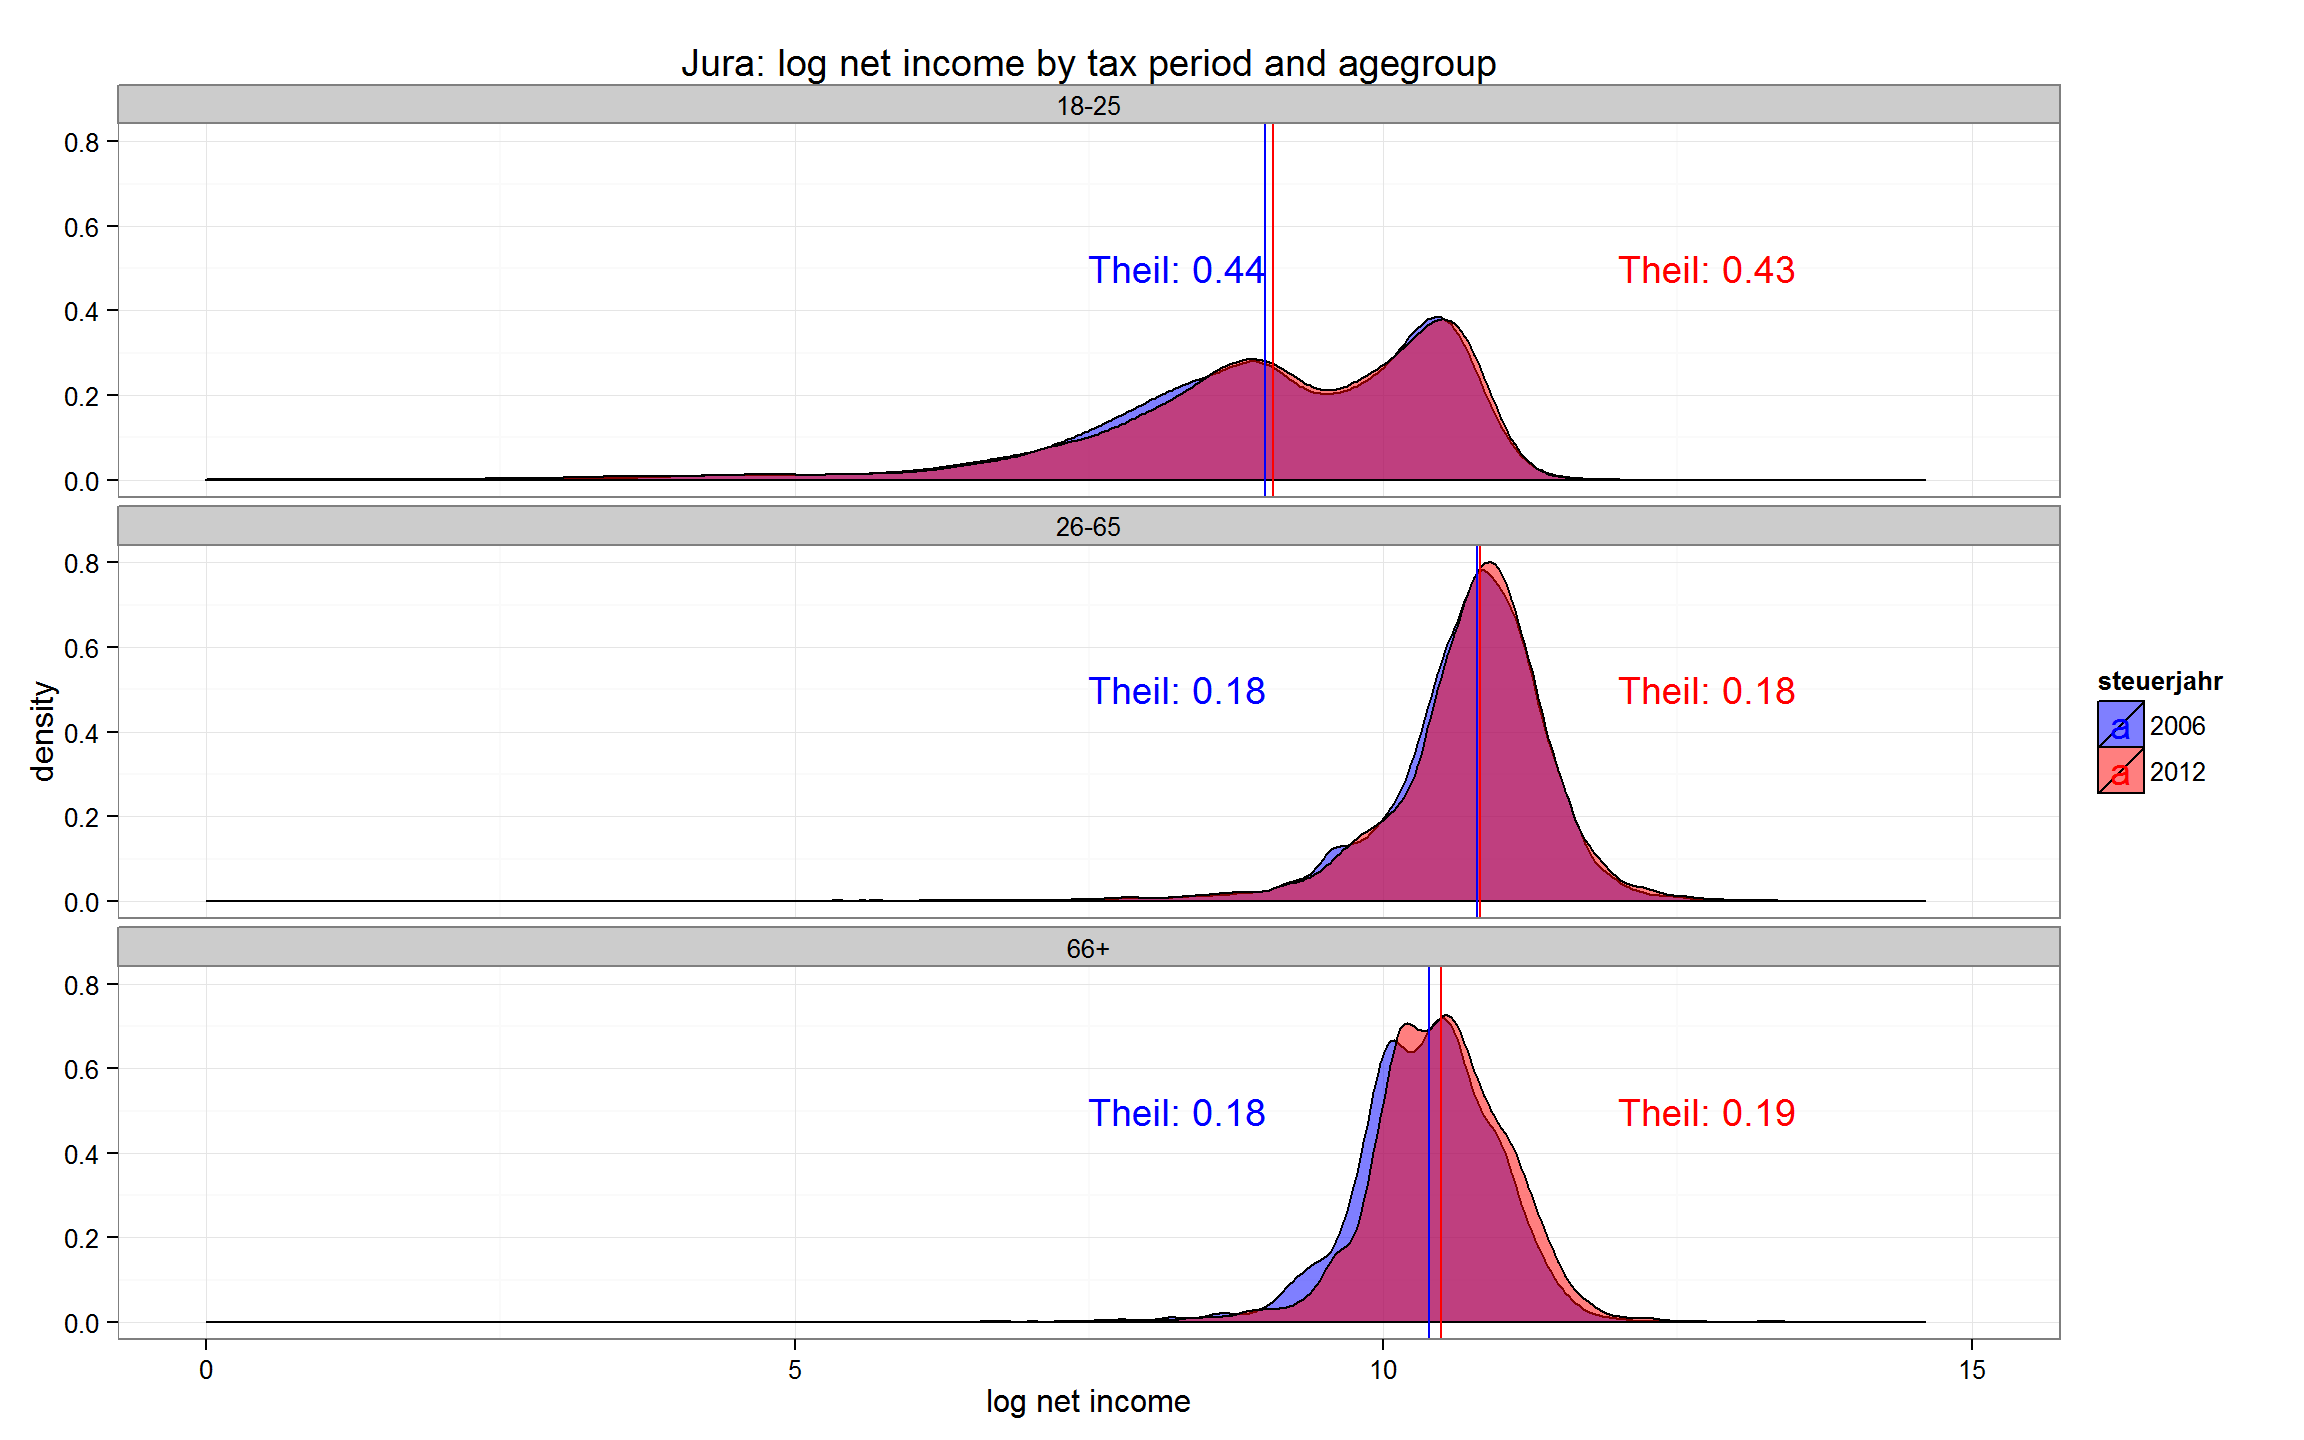 Jura: log net income by tax period and agegroup
18-25
0.8
0.6
0.4
0.2
0.0
Theil: 0.44
Theil: 0.43
26-65
0.8
0.6
0.4
0.2
0.0
Theil: 0.18
Theil: 0.18
66+
0.8
0.6
0.4
0.2
0.0
Theil: 0.18
Theil: 0.19
0
5
10
15
log net income
density
steuerjahr
a 2006
a 2012